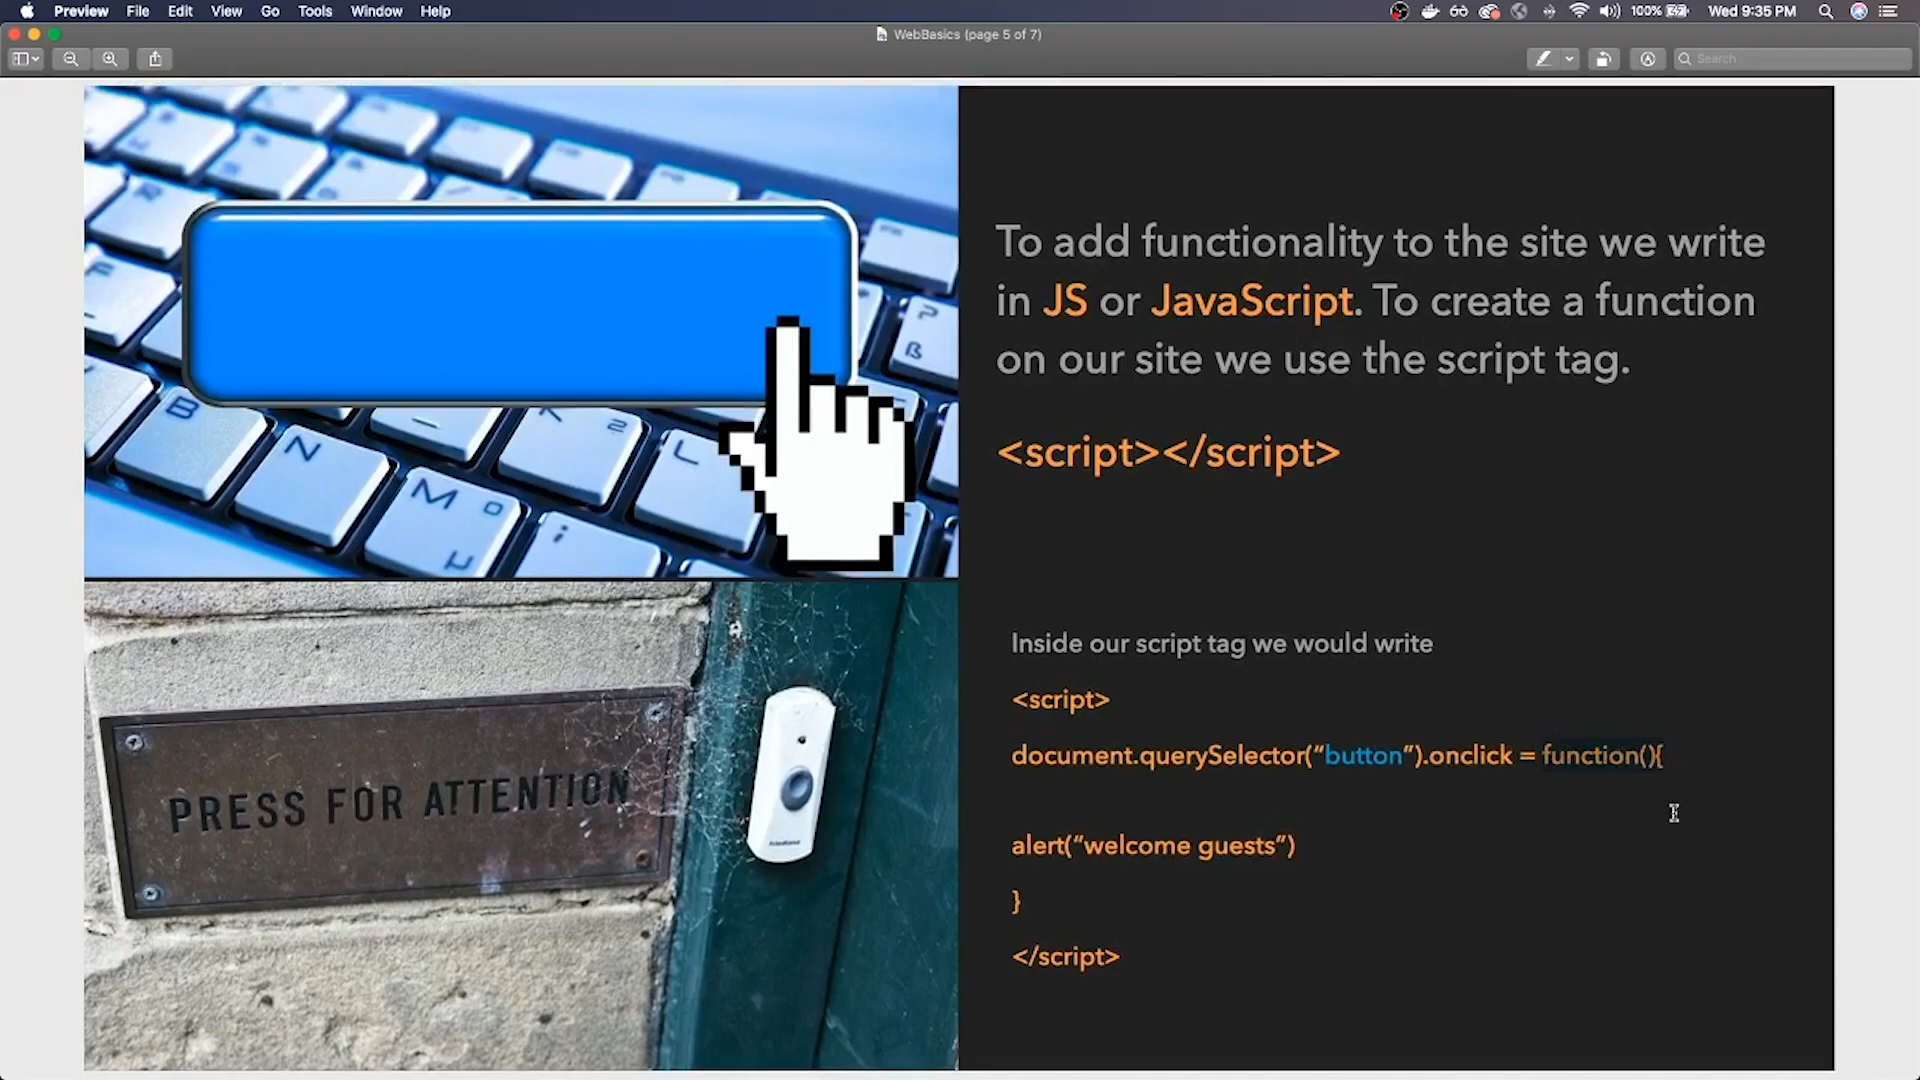 Preview File Edit View Go Tools Window Help
100% Wed 9:35 PM
WebBasics (page 5 of 7)
Search
To add functionality to the site we write
in JS or JavaScript. To create a function
on our site we use the script tag.
<script></script>
B
N
M
K 2
L
PRESS FOR ATTENTION
Inside our script tag we would write
<script>
document.querySelector(“button”).onclick = function(){
alert(“welcome guests”)
}
</script>